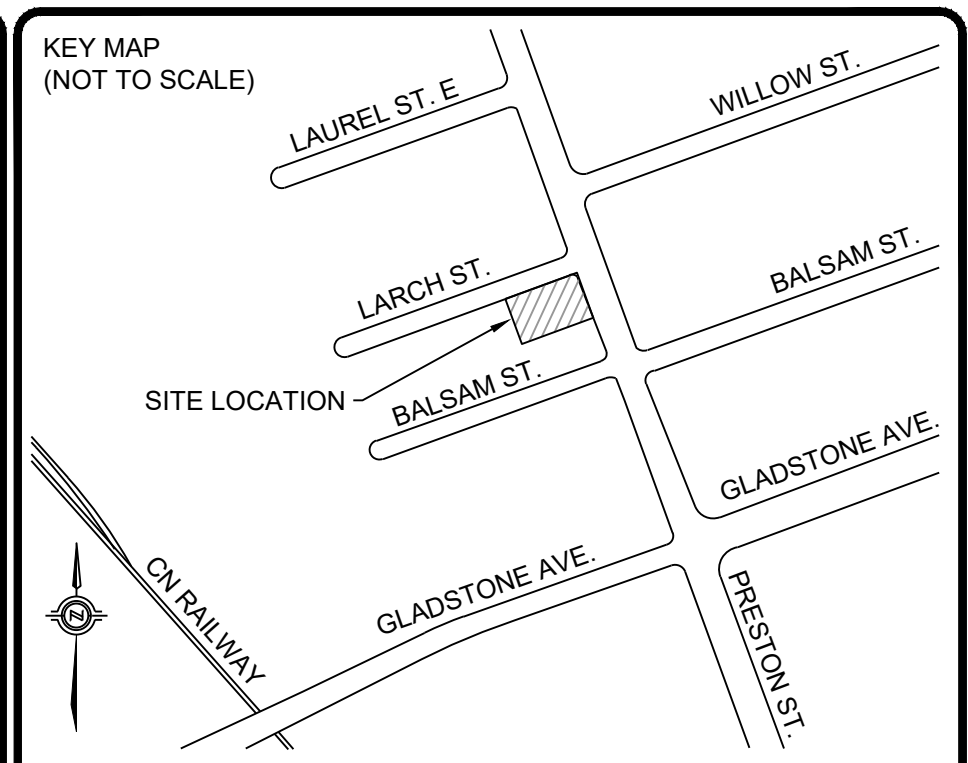 KEY MAP
(NOT TO SCALE)
LAUREL ST. E
WILLOW ST.
LARCH ST.
BALSAM ST.
SITE LOCATION
BALSAM ST.
GLADSTONE AVE.
CN RAILWAY
GLADSTONE AVE.
PRESTON ST.
N